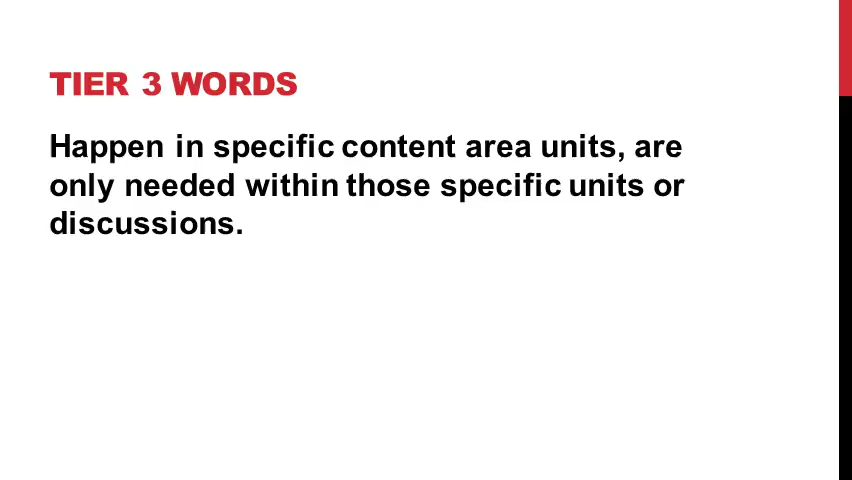 TIER 3 WORDS
Happen in specific content area units, are
only needed within those specific units or
discussions.